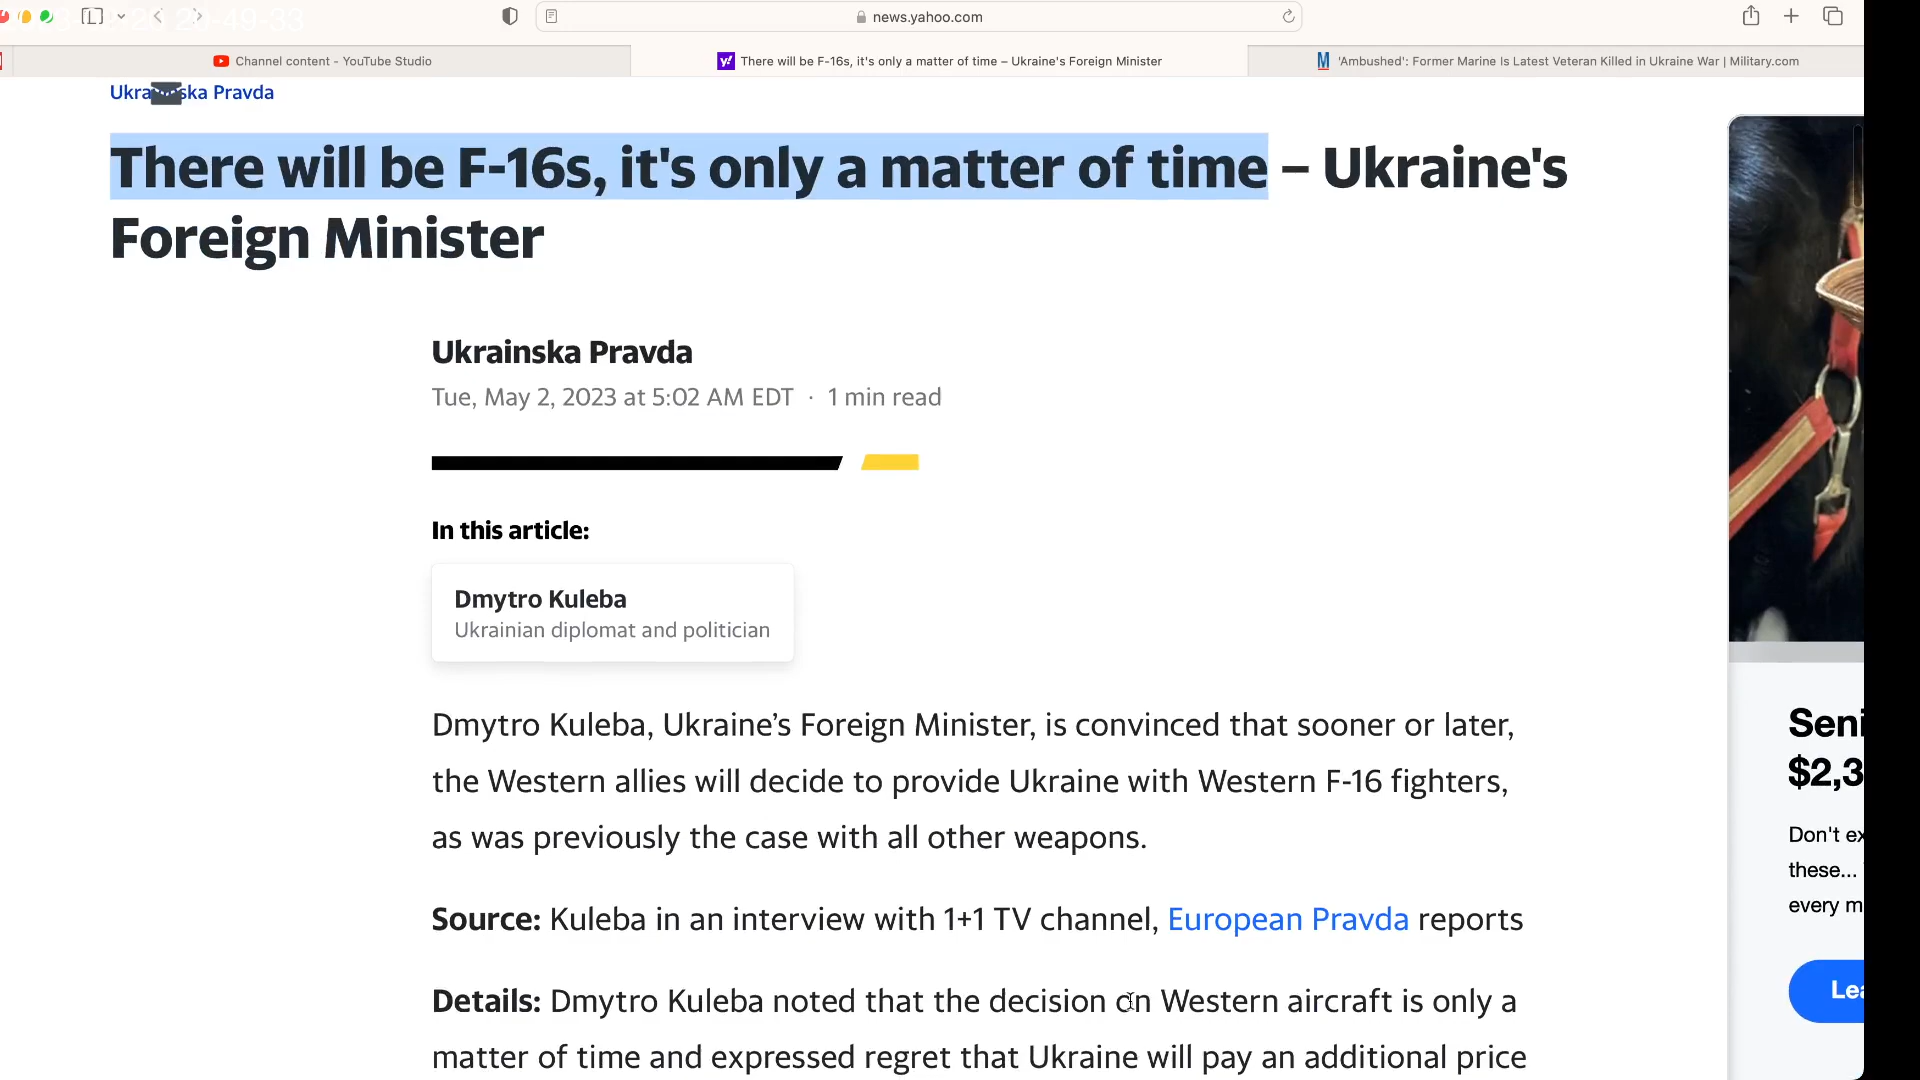 news.yahoo.com
Channel content - YouTube Studio
There will be F-16s, it's only a matter of time – Ukraine's Foreign Minister
'Ambushed': Former Marine Is Latest Veteran Killed in Ukraine War | Military.com
ska Pravda
There will be F-16s, it's only a matter of time – Ukraine's
Foreign Minister
Ukrainska Pravda
Tue, May 2, 2023 at 5:02 AM EDT · 1 min read
In this article:
Dmytro Kuleba
Ukrainian diplomat and politician
Dmytro Kuleba, Ukraine’s Foreign Minister, is convinced that sooner or later,
the Western allies will decide to provide Ukraine with Western F-16 fighters,
as was previously the case with all other weapons.
Source: Kuleba in an interview with 1+1 TV channel, European Pravda reports
Details: Dmytro Kuleba noted that the decision on Western aircraft is only a
matter of time and expressed regret that Ukraine will pay an additional price
Seni
$2,3
Don't ex
these...
every m
Lea